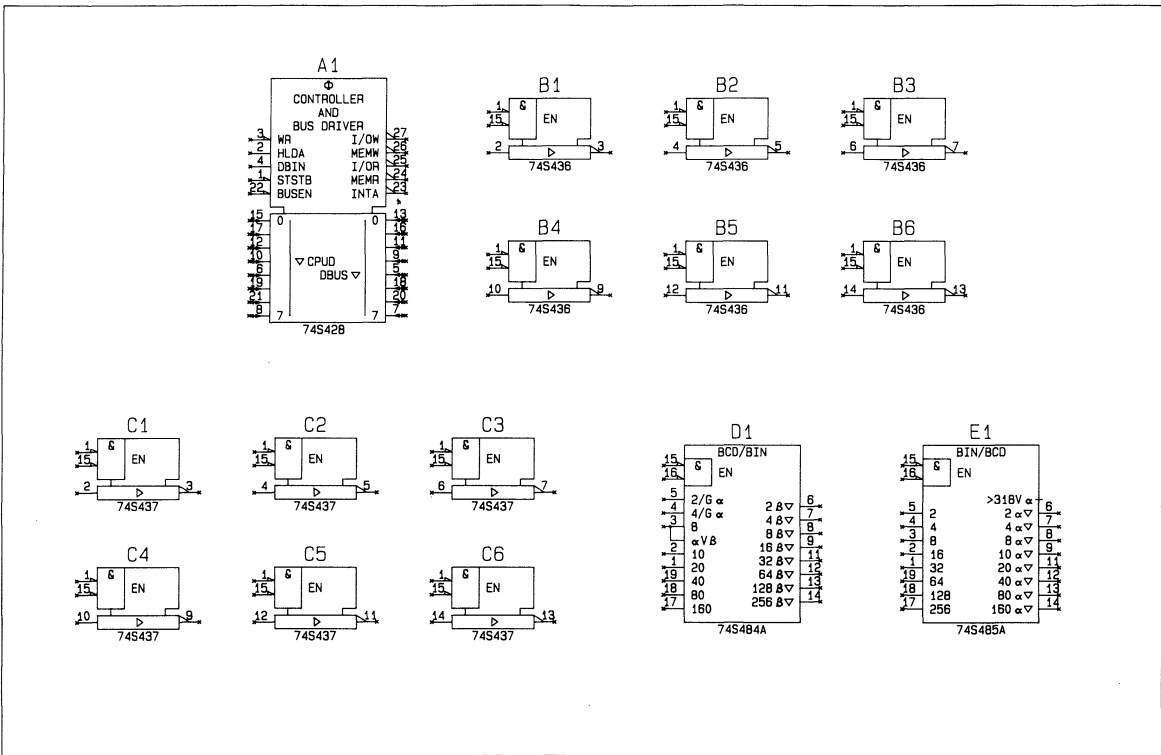 A1
Φ
CONTROLLER
AND
BUS DRIVER
3 WR I/OW 27
2 HLDA MEMW 26
4 DBIN I/OR 25
1 STSTB MEMR 24
22 BUSEN INTA 23
15 0 0 13
17 16
12 11
10 ▽ CPUD 9
6 DBUS ▽ 5
19 18
21 20
8 7 7 7
74S428
B1
1 &
15 EN
2 ▷ 3
74S436
B2
1 &
15 EN
4 ▷ 5
74S436
B3
1 &
15 EN
6 ▷ 7
74S436
B4
1 &
15 EN
10 ▷ 9
74S436
B5
1 &
15 EN
12 ▷ 11
74S436
B6
1 &
15 EN
14 ▷ 13
74S436
C1
1 &
15 EN
2 ▷ 3
74S437
C2
1 &
15 EN
4 ▷ 5
74S437
C3
1 &
15 EN
6 ▷ 7
74S437
C4
1 &
15 EN
10 ▷ 9
74S437
C5
1 &
15 EN
12 ▷ 11
74S437
C6
1 &
15 EN
14 ▷ 13
74S437
D1
BCD/BIN
15 &
16 EN
5 2/G α 2 β▽ 6
4 4/G α 4 β▽ 7
3 8 8 β▽ 8
αVβ 16 β▽ 9
2 10 32 β▽ 11
1 20 64 β▽ 12
19 40 128 β▽ 13
18 80 256 β▽ 14
17 160
74S484A
E1
BIN/BCD
15 &
16 EN
>318V α
5 2 2 α▽ 6
4 4 4 α▽ 7
3 8 8 α▽ 8
2 16 10 α▽ 9
1 32 20 α▽ 11
19 64 40 α▽ 12
18 128 80 α▽ 13
17 256 160 α▽ 14
74S485A